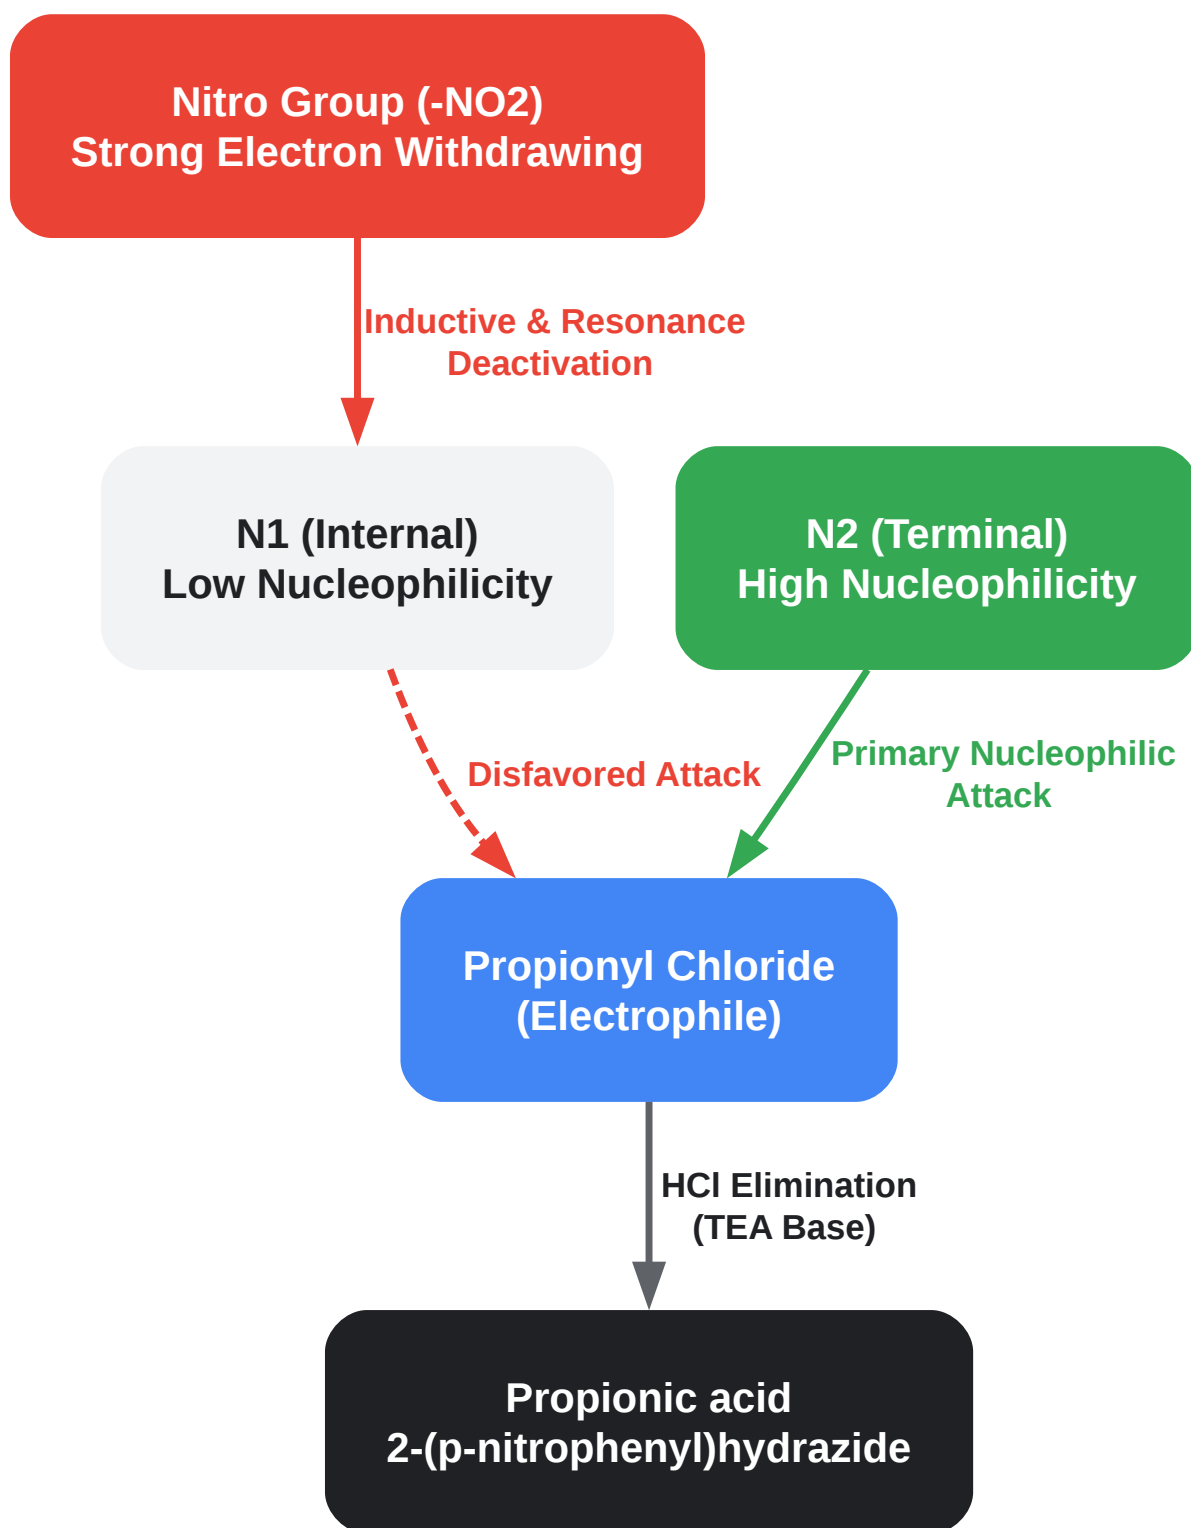 Nitro Group (-NO2)
Strong Electron Withdrawing
Inductive & Resonance
Deactivation
N1 (Internal)
Low Nucleophilicity
N2 (Terminal)
High Nucleophilicity
Disfavored Attack
Primary Nucleophilic
Attack
Propionyl Chloride
(Electrophile)
HCl Elimination
(TEA Base)
Propionic acid
2-(p-nitrophenyl)hydrazide